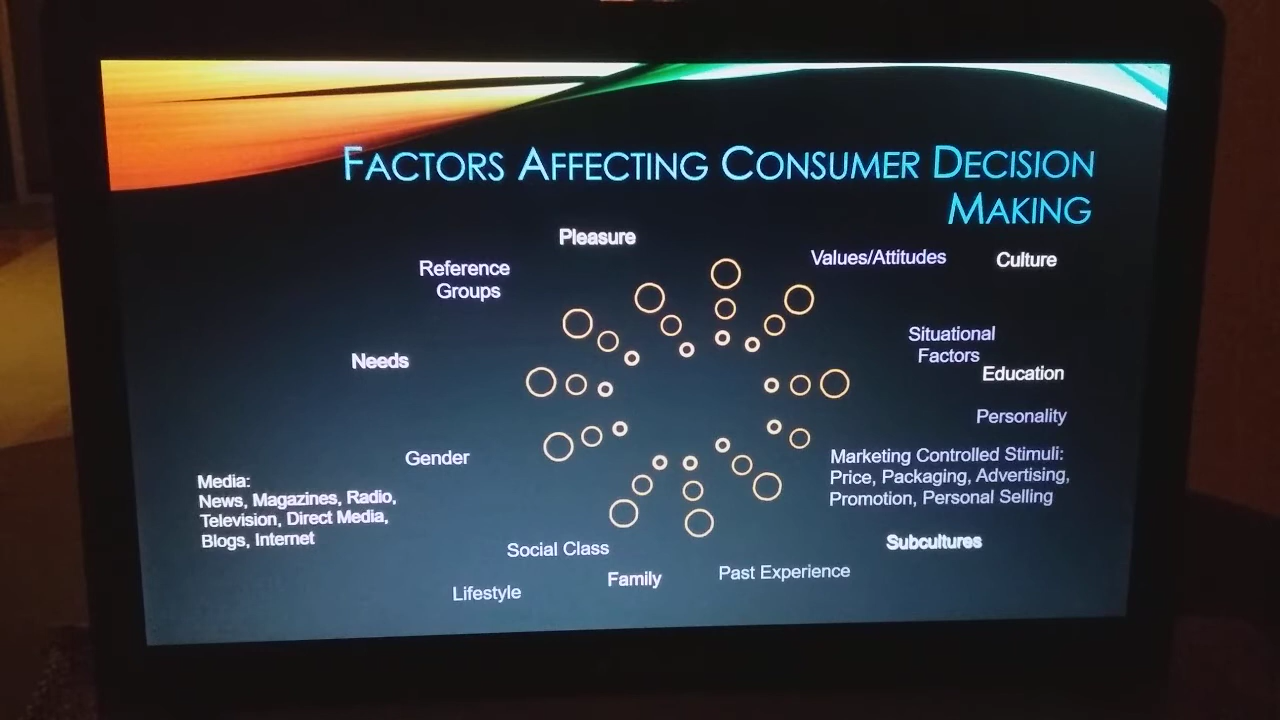 FACTORS AFFECTING CONSUMER DECISION
MAKING
Pleasure
Reference
Groups
Values/Attitudes
Culture
Needs
Situational
Factors
Education
Personality
Gender
Marketing Controlled Stimuli:
Price, Packaging, Advertising,
Promotion, Personal Selling
Media:
News, Magazines, Radio,
Television, Direct Media,
Blogs, Internet
Subcultures
Social Class
Family
Past Experience
Lifestyle